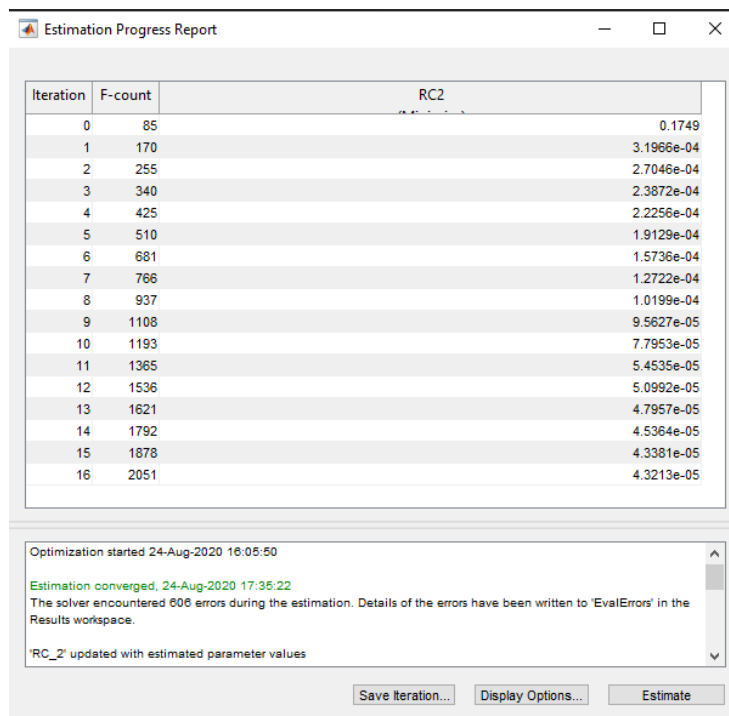 Estimation Progress Report
Iteration F-count RC2
0 85 0.1749
1 170 3.1966e-04
2 255 2.7046e-04
3 340 2.3872e-04
4 425 2.2256e-04
5 510 1.9129e-04
6 681 1.5736e-04
7 766 1.2722e-04
8 937 1.0199e-04
9 1108 9.5627e-05
10 1193 7.7953e-05
11 1365 5.4535e-05
12 1536 5.0992e-05
13 1621 4.7957e-05
14 1792 4.5364e-05
15 1878 4.3381e-05
16 2051 4.3213e-05
Optimization started 24-Aug-2020 16:05:50
Estimation converged, 24-Aug-2020 17:35:22
The solver encountered 606 errors during the estimation. Details of the errors have been written to 'EvalErrors' in the
Results workspace.
'RC_2' updated with estimated parameter values
Save Iteration... Display Options... Estimate